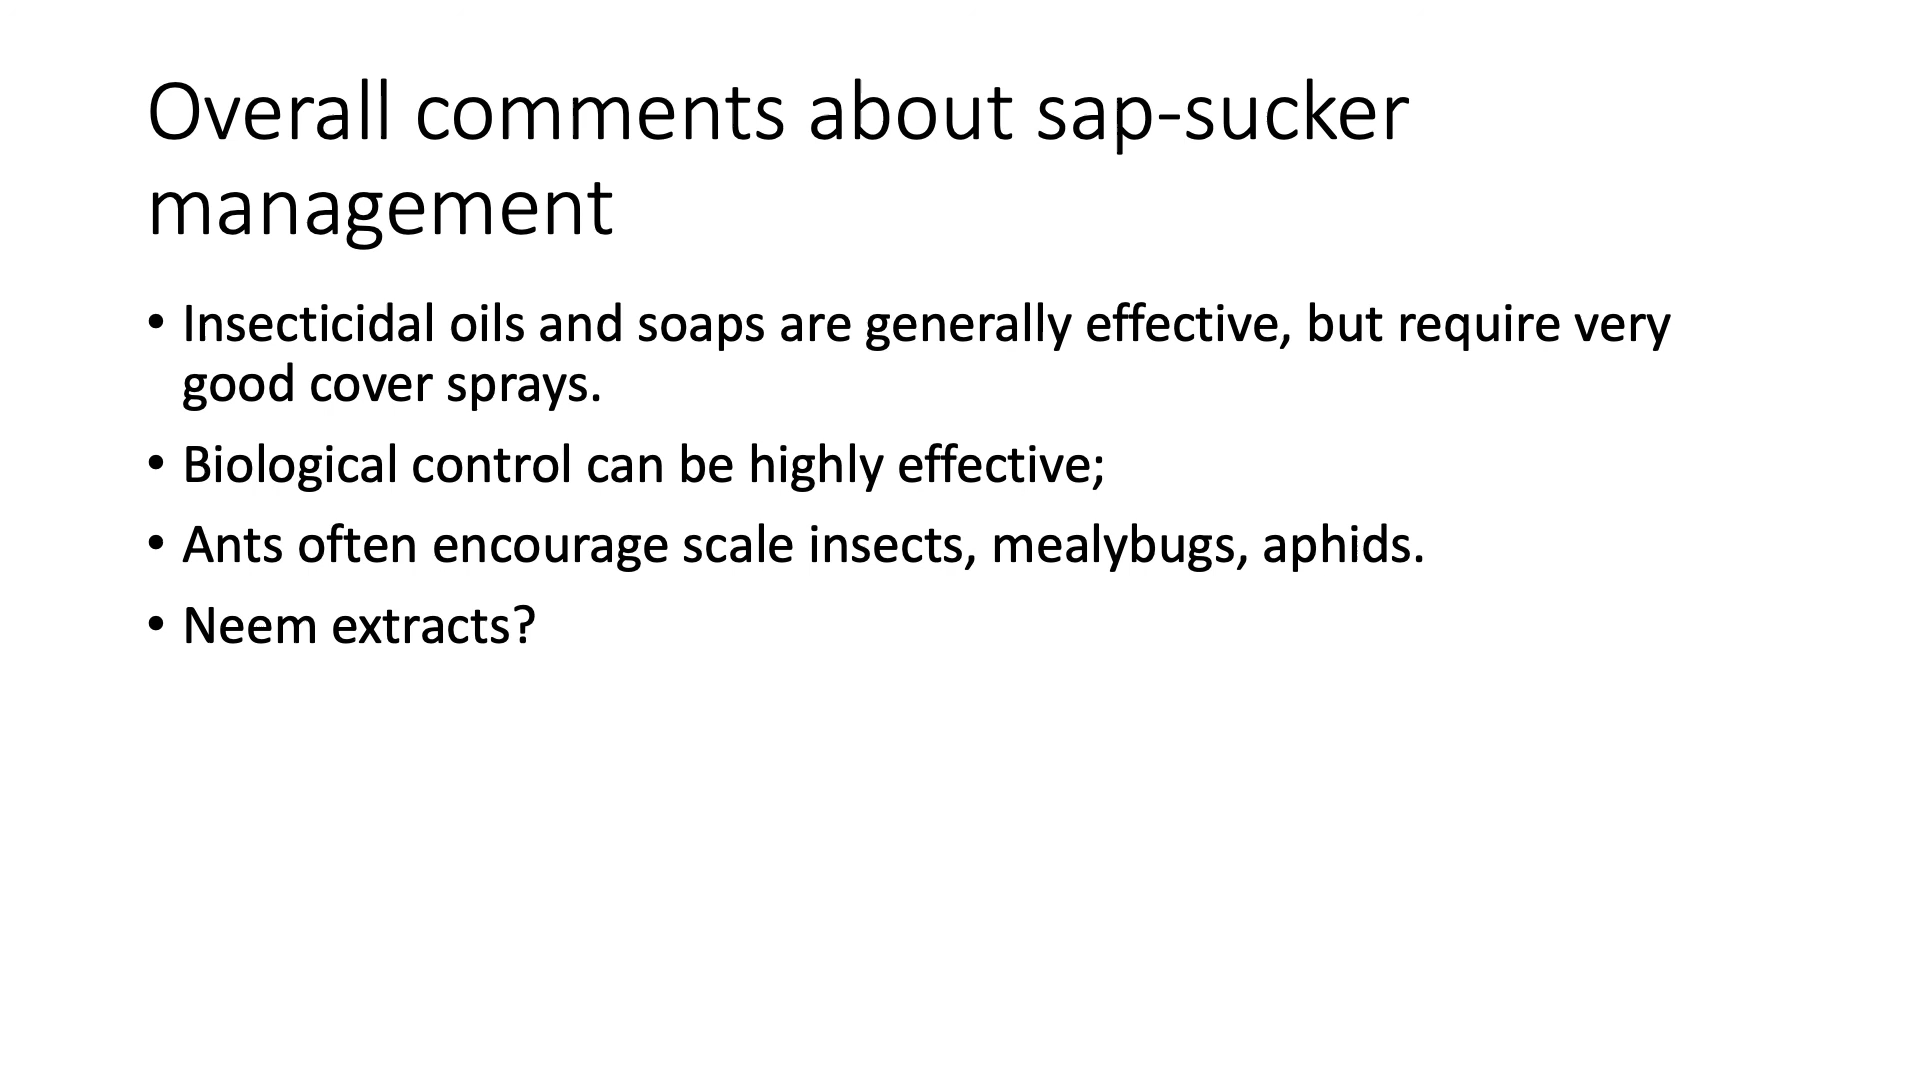 Overall comments about sap-sucker
management
• Insecticidal oils and soaps are generally effective, but require very
good cover sprays.
• Biological control can be highly effective;
• Ants often encourage scale insects, mealybugs, aphids.
• Neem extracts?